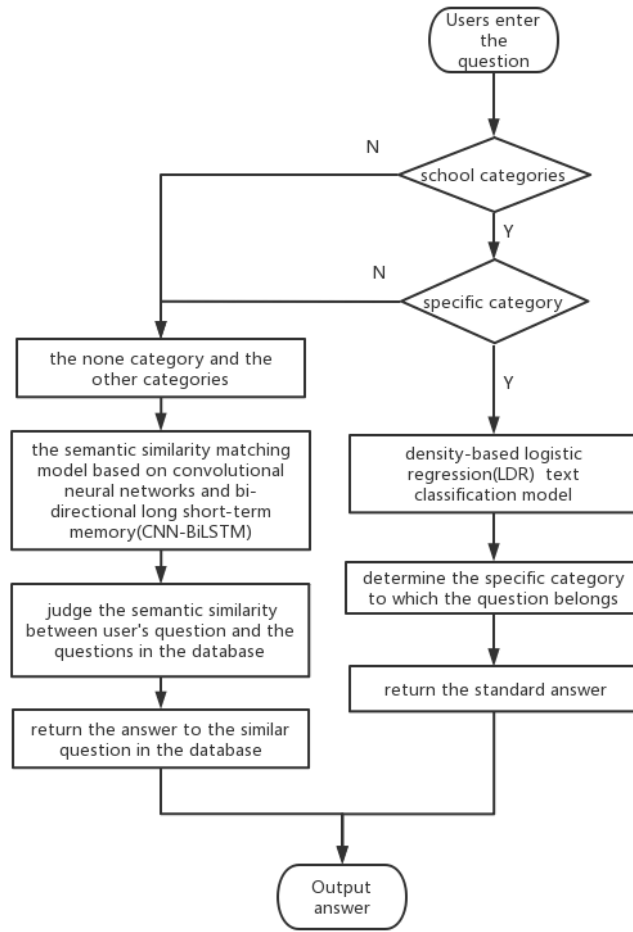 Users enter
the
question
N
school categories
Y
N
specific category
Y
the none category and the
other categories
the semantic similarity matching
model based on convolutional
neural networks and bi-
directional long short-term
memory(CNN-BiLSTM)
density-based logistic
regression(LDR) text
classification model
judge the semantic similarity
between user's question and the
questions in the database
determine the specific category
to which the question belongs
return the answer to the similar
question in the database
return the standard answer
Output
answer